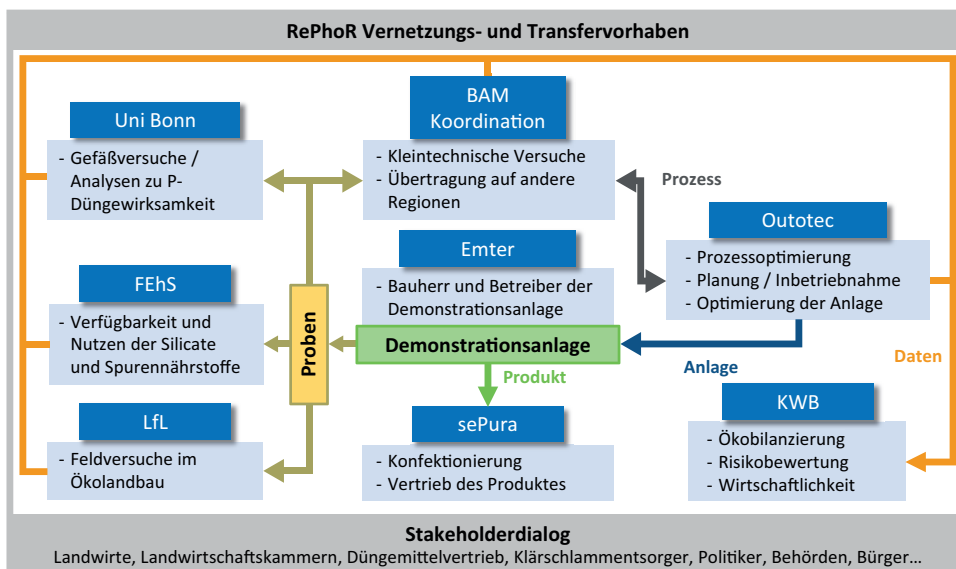 RePhoR Vernetzungs- und Transfervorhaben
Uni Bonn
- Gefäßversuche /
Analysen zu P-
Düngewirksamkeit
BAM
Koordination
- Kleintechnische Versuche
- Übertragung auf andere
Regionen
Prozess
Outotec
- Prozessoptimierung
- Planung / Inbetriebnahme
- Optimierung der Anlage
Emter
- Bauherr und Betreiber der
Demonstrationsanlage
FEhS
- Verfügbarkeit und
Nutzen der Silicate
und Spurennährstoffe
Proben
Demonstrationsanlage
Produkt
Anlage
Daten
LfL
- Feldversuche im
Ökolandbau
sePura
- Konfektionierung
- Vertrieb des Produktes
KWB
- Ökobilanzierung
- Risikobewertung
- Wirtschaftlichkeit
Stakeholderdialog
Landwirte, Landwirtschaftskammern, Düngemittelvertrieb, Klärschlammentsorger, Politiker, Behörden, Bürger...